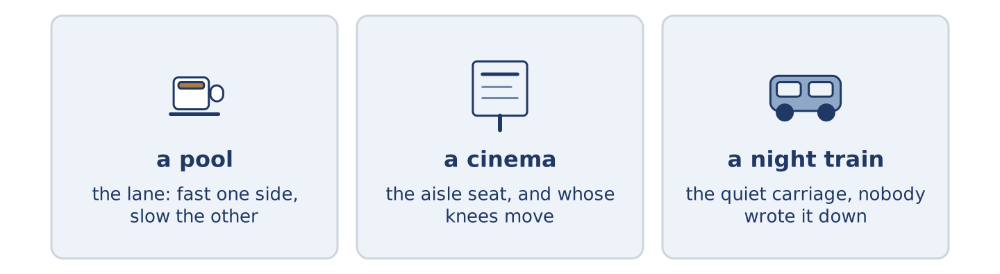 a pool
the lane: fast one side,
slow the other
a cinema
the aisle seat, and whose
knees move
a night train
the quiet carriage, nobody
wrote it down